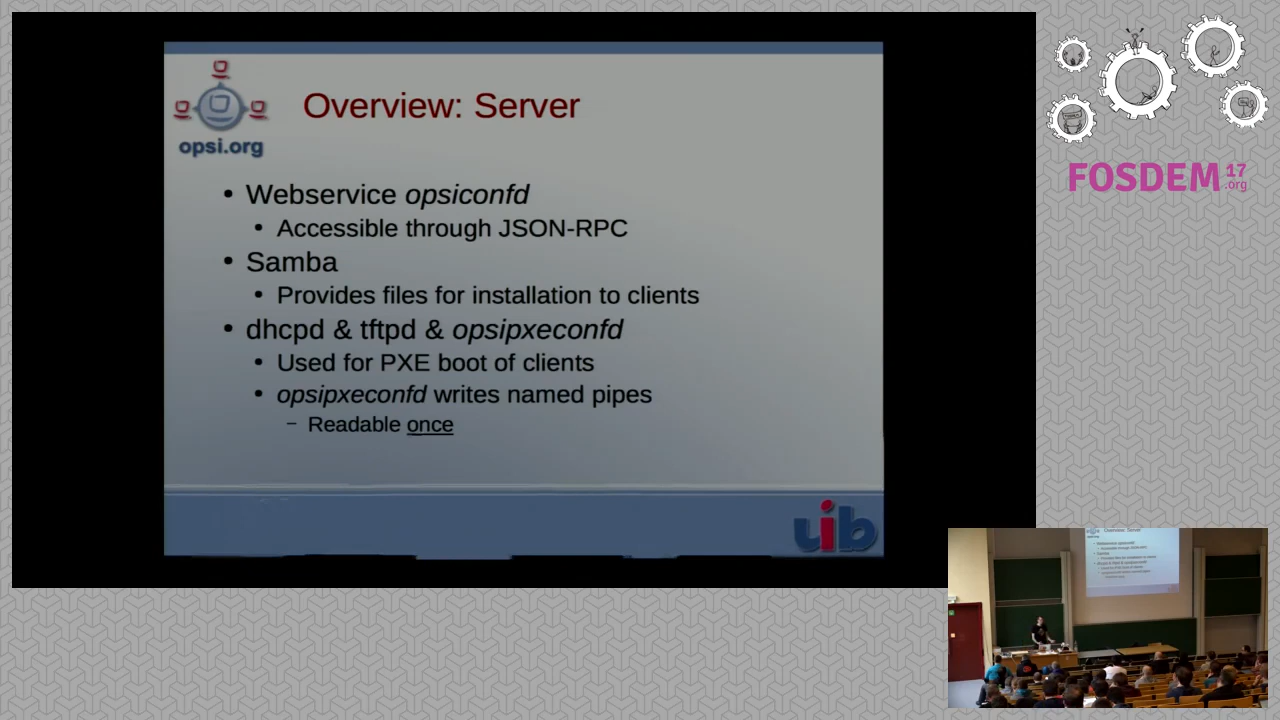 opsi.org
Overview: Server
• Webservice opsiconfd
• Accessible through JSON-RPC
• Samba
• Provides files for installation to clients
• dhcpd & tftpd & opsipxeconfd
• Used for PXE boot of clients
• opsipxeconfd writes named pipes
– Readable once
uib
FOSDEM 17
.org